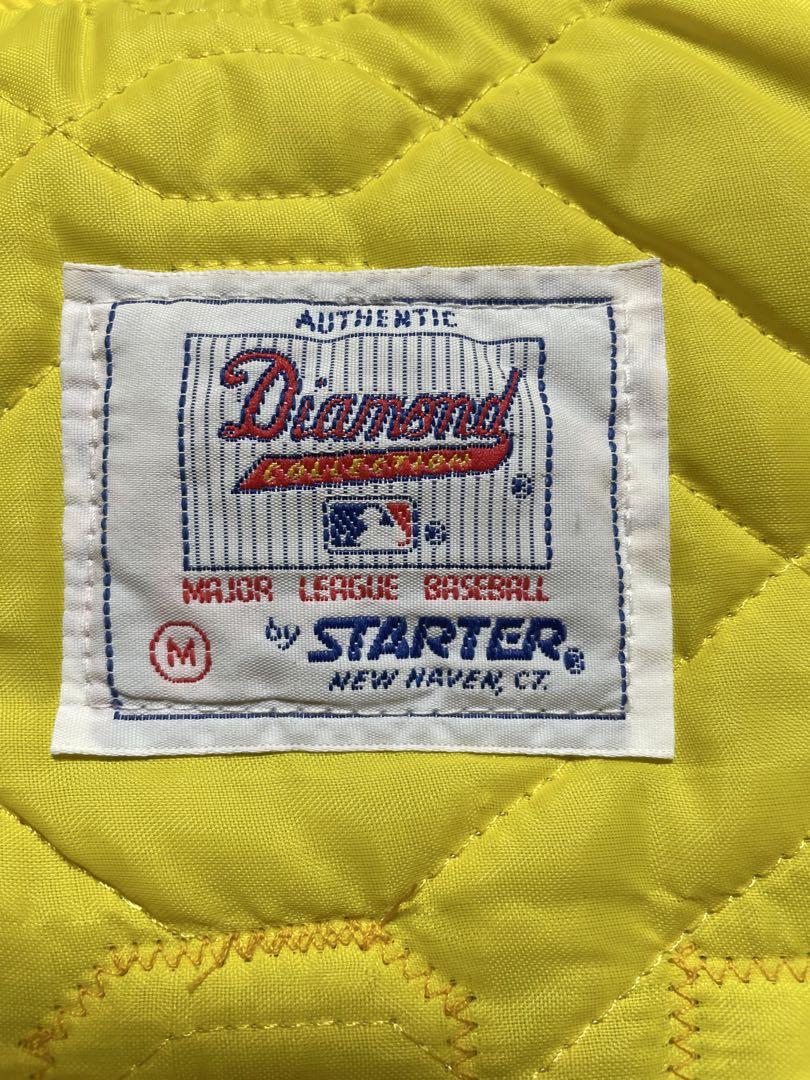 AUTHENTIC
Diamond
COLLECTION ®
®
MAJOR LEAGUE BASEBALL
M by STARTER®
NEW HAVEN, CT.